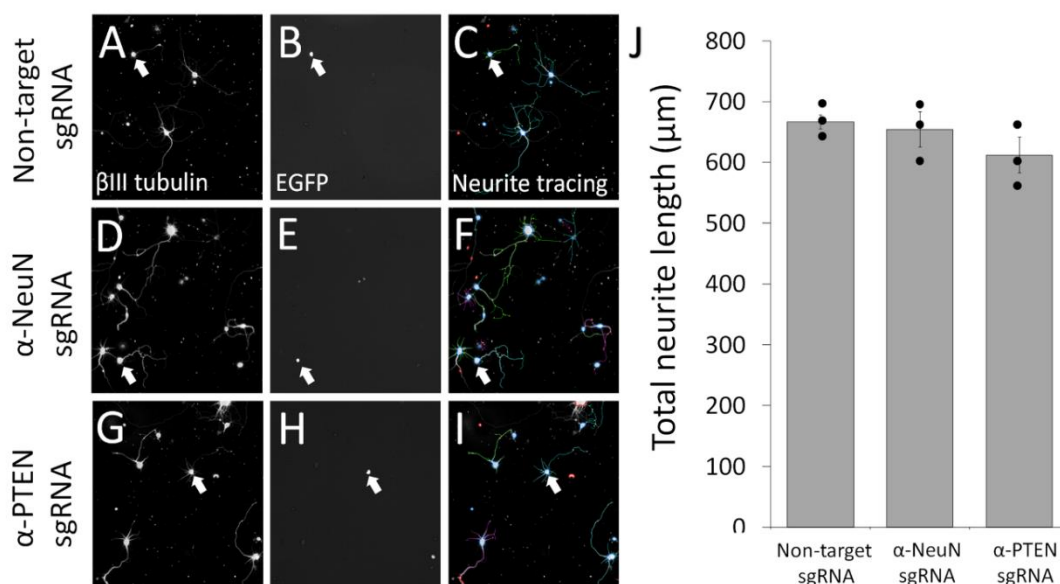 Non-target
sgRNA
A
B
C
βIII tubulin
EGFP
Neurite tracing
α-NeuN
sgRNA
D
E
F
α-PTEN
sgRNA
G
H
I
J
Total neurite length (µm)
800
700
600
500
400
300
200
100
0
Non-target
sgRNA
α-NeuN
sgRNA
α-PTEN
sgRNA